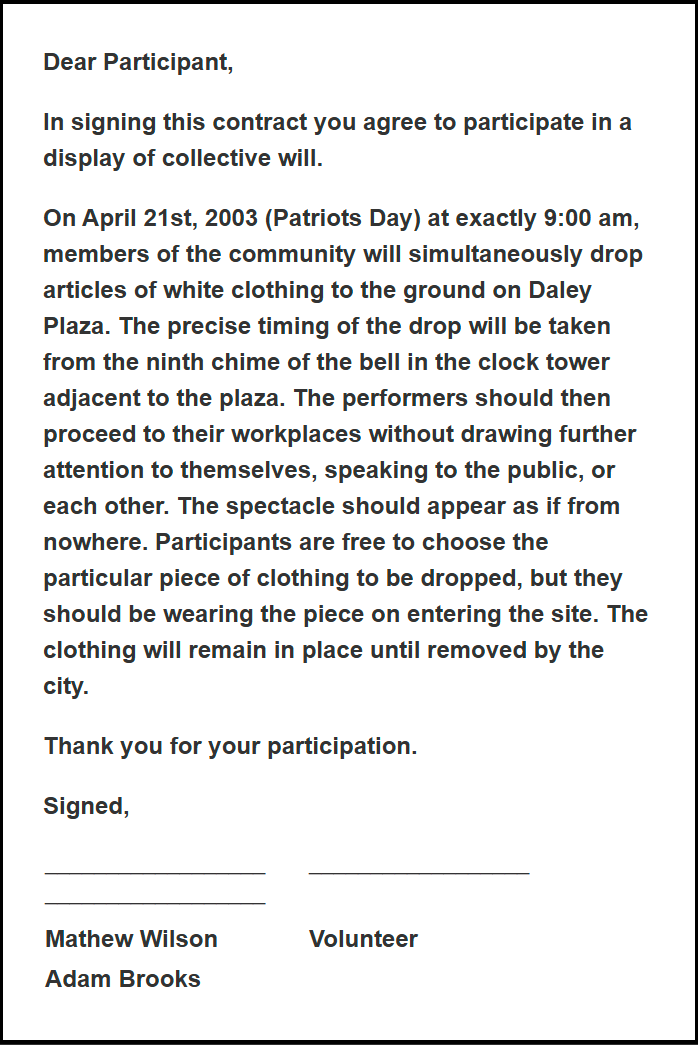 Dear Participant,
In signing this contract you agree to participate in a
display of collective will.
On April 21st, 2003 (Patriots Day) at exactly 9:00 am,
members of the community will simultaneously drop
articles of white clothing to the ground on Daley
Plaza. The precise timing of the drop will be taken
from the ninth chime of the bell in the clock tower
adjacent to the plaza. The performers should then
proceed to their workplaces without drawing further
attention to themselves, speaking to the public, or
each other. The spectacle should appear as if from
nowhere. Participants are free to choose the
particular piece of clothing to be dropped, but they
should be wearing the piece on entering the site. The
clothing will remain in place until removed by the
city.
Thank you for your participation.
Signed,
__________________ __________________
__________________
Mathew Wilson Volunteer
Adam Brooks